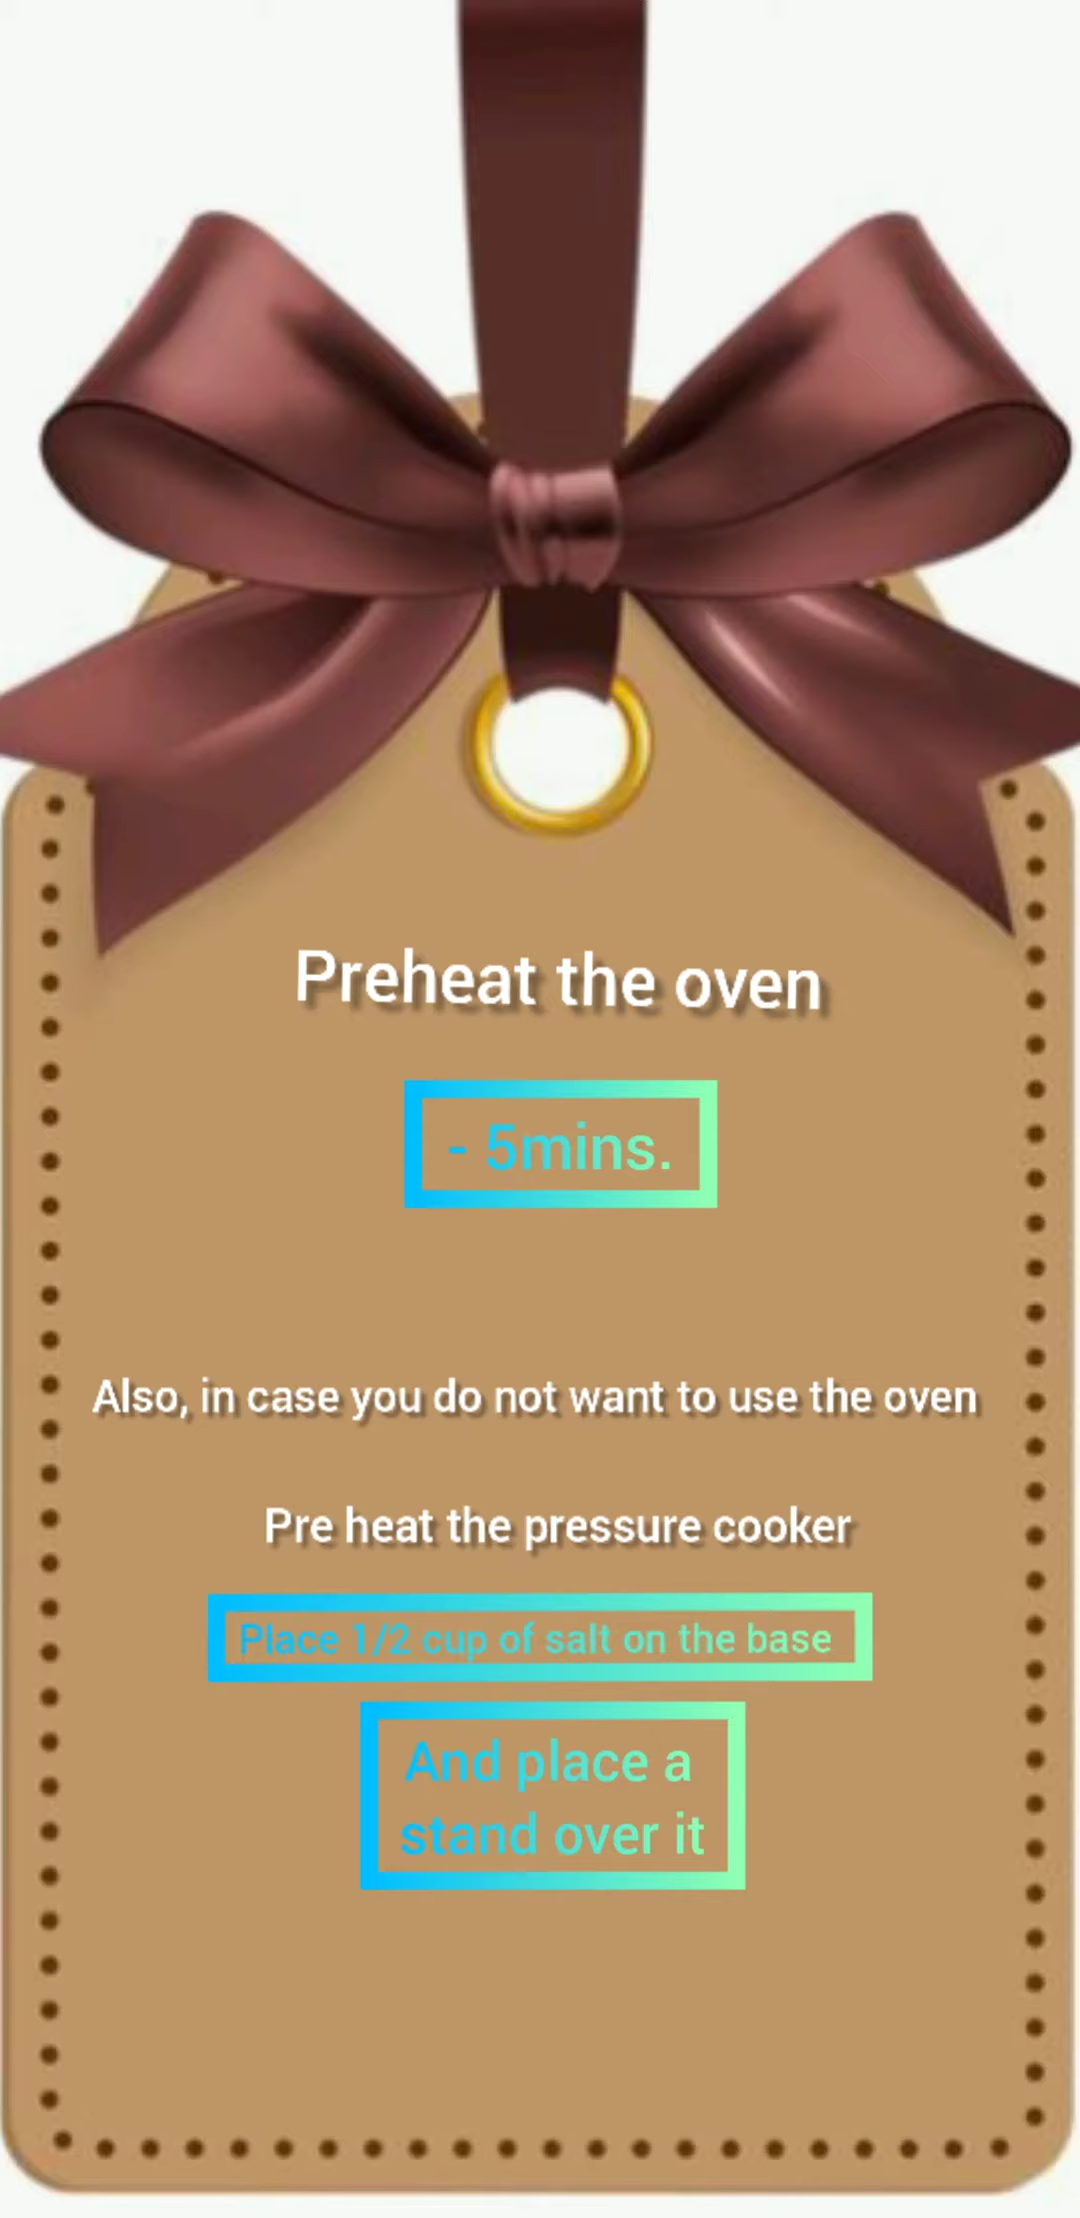 Preheat the oven
- 5mins.
Also, in case you do not want to use the oven
Pre heat the pressure cooker
Place 1/2 cup of salt on the base
And place a
stand over it